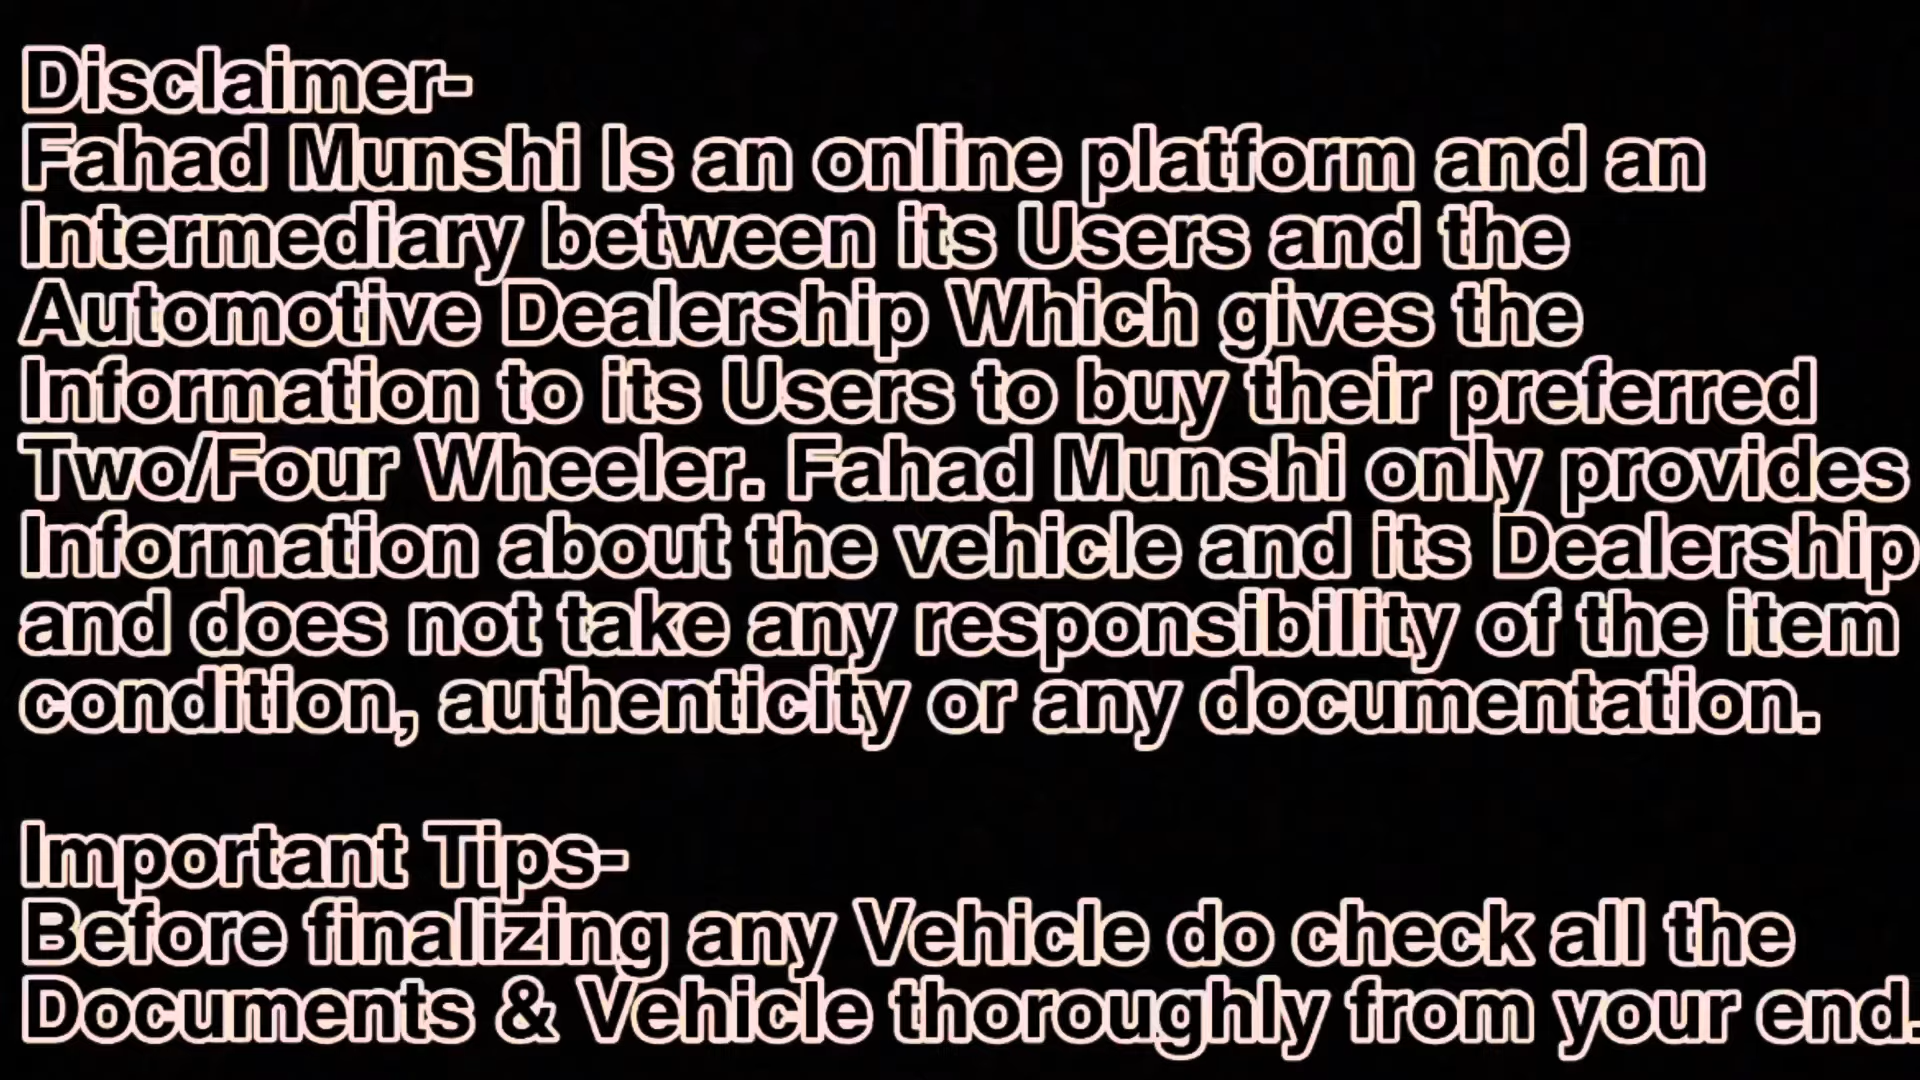 Disclaimer-
Fahad Munshi Is an online platform and an
Intermediary between its Users and the
Automotive Dealership Which gives the
Information to its Users to buy their preferred
Two/Four Wheeler. Fahad Munshi only provides
Information about the vehicle and its Dealership
and does not take any responsibility of the item
condition, authenticity or any documentation.
Important Tips-
Before finalizing any Vehicle do check all the
Documents & Vehicle thoroughly from your end.